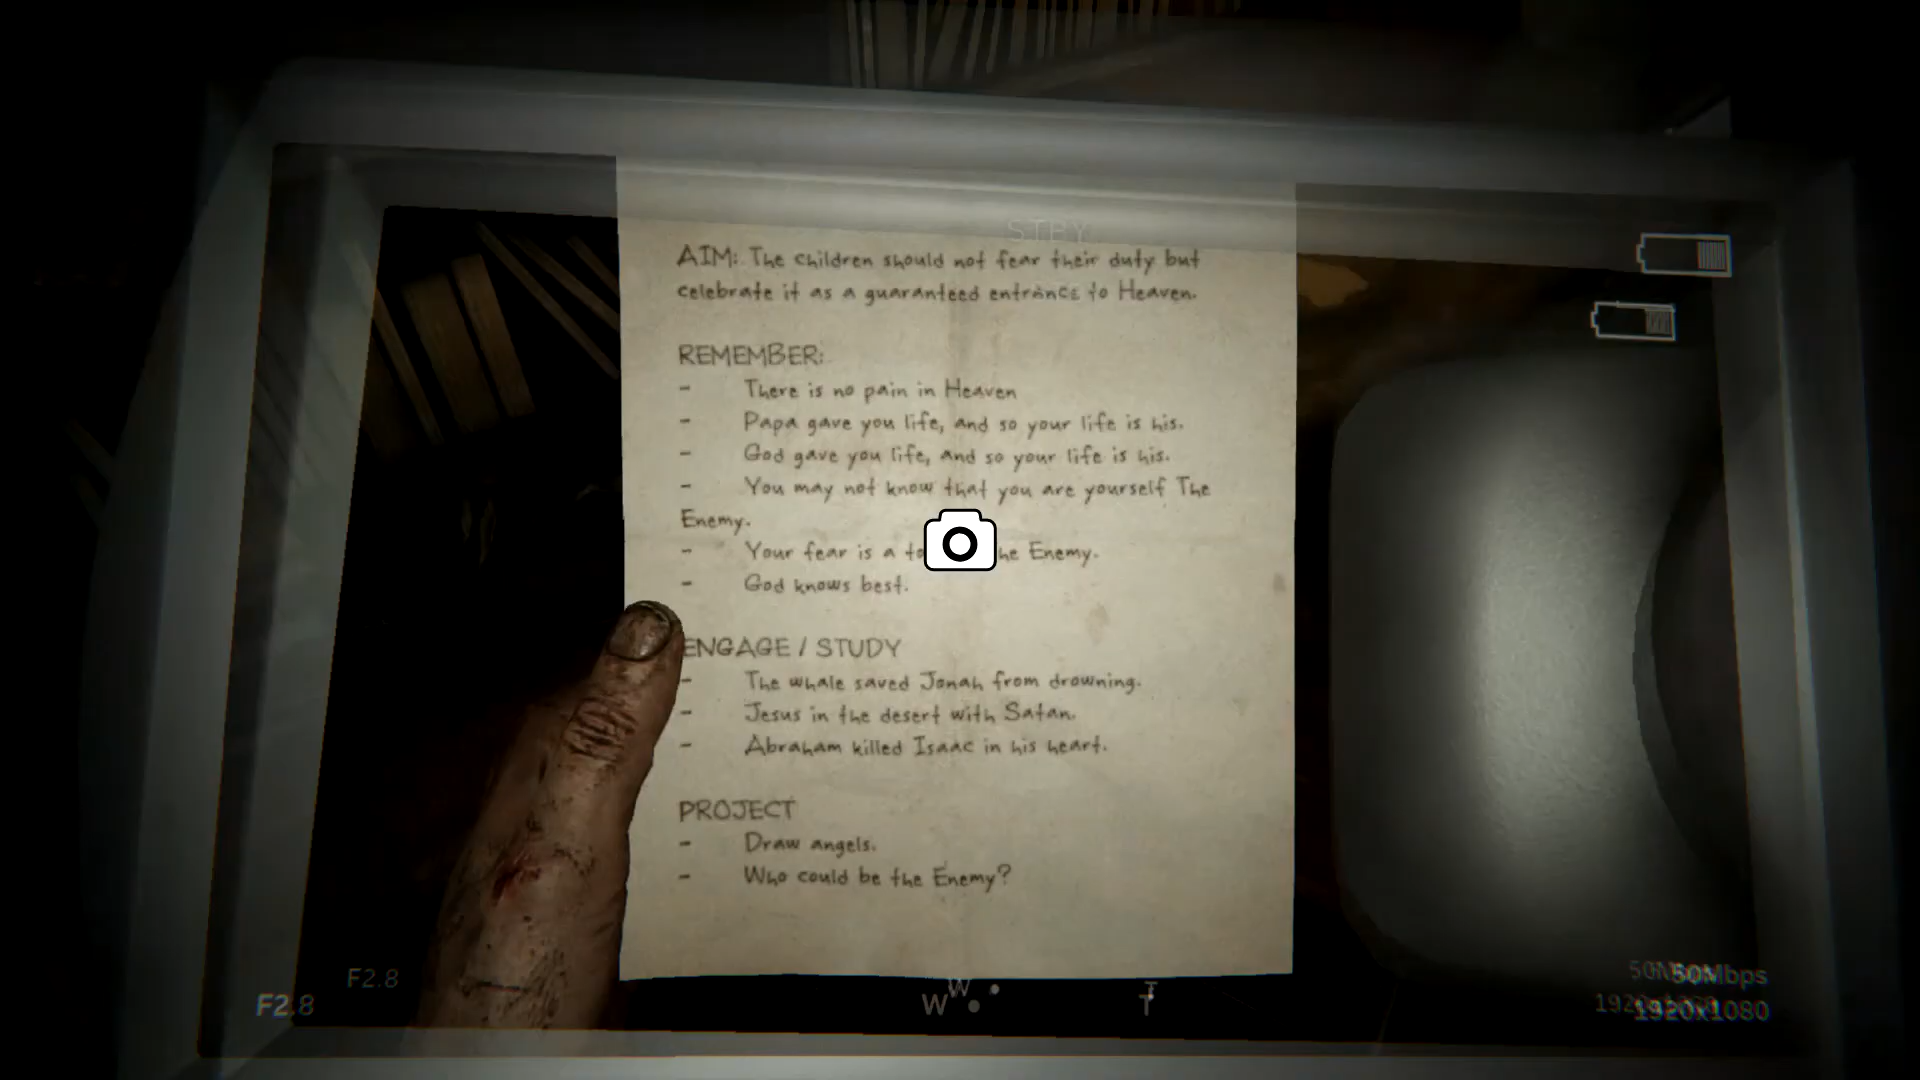 STBY
AIM: The children should not fear their duty but
celebrate it as a guaranteed entrance to Heaven.
REMEMBER:
- There is no pain in Heaven
- Papa gave you life, and so your life is his.
- God gave you life, and so your life is his.
- You may not know that you are yourself The
Enemy.
- Your fear is a the Enemy.
- God knows best.
ENGAGE / STUDY
- The whale saved Jonah from drowning.
- Jesus in the desert with Satan.
- Abraham killed Isaac in his heart.
PROJECT
- Draw angels.
- Who could be the Enemy?
F2.8
F2.8
W
W
T
T
50Mbps
1920x1080